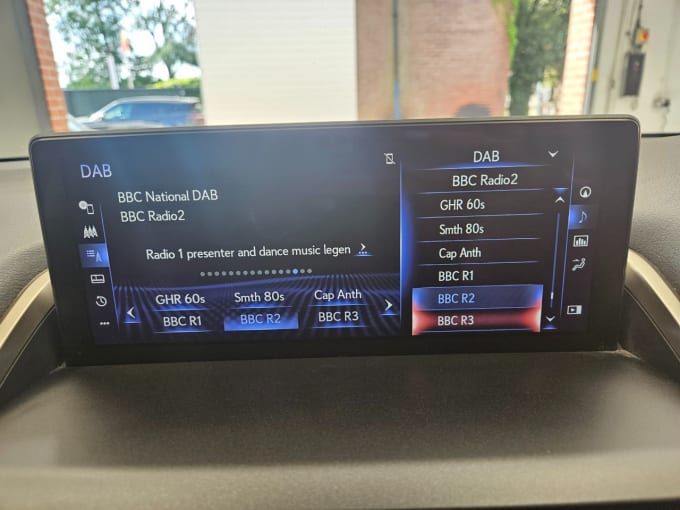 DAB
BBC National DAB
BBC Radio2
Radio 1 presenter and dance music legen
GHR 60s
Smth 80s
Cap Anth
BBC R1
BBC R2
BBC R3
DAB
BBC Radio2
GHR 60s
Smth 80s
Cap Anth
BBC R1
BBC R2
BBC R3